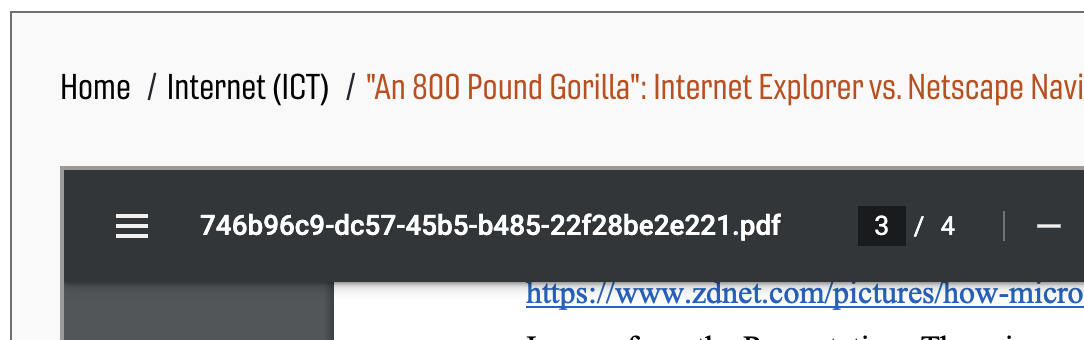 Home / Internet (ICT) / "An 800 Pound Gorilla": Internet Explorer vs. Netscape Navi
746b96c9-dc57-45b5-b485-22f28be2e221.pdf 3 / 4
https://www.zdnet.com/pictures/how-micro